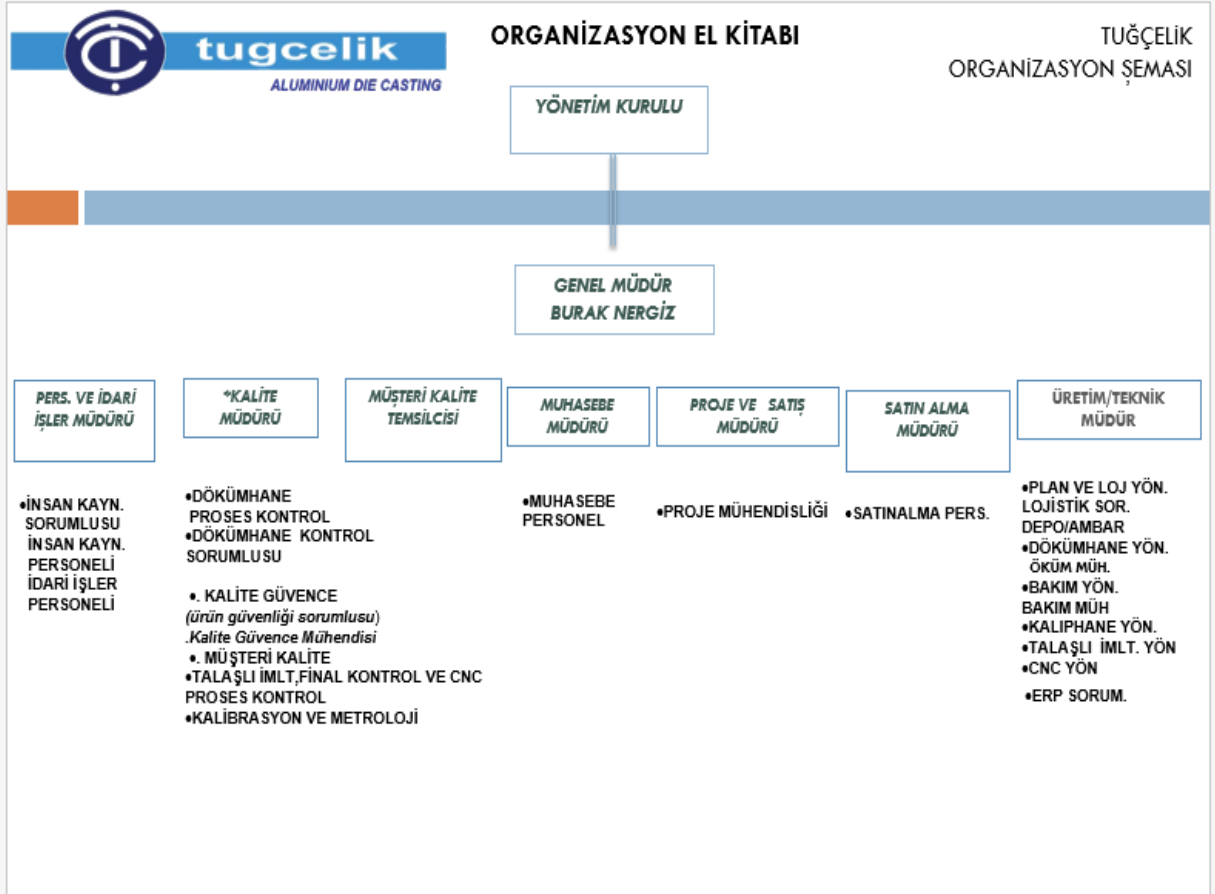 tugcelik
ALUMINIUM DIE CASTING
ORGANİZASYON EL KİTABI
TUĞÇELİK
ORGANİZASYON ŞEMASI
YÖNETİM KURULU
GENEL MÜDÜR
BURAK NERGİZ
PERS. VE İDARİ
İŞLER MÜDÜRÜ
*KALİTE
MÜDÜRÜ
MÜŞTERİ KALİTE
TEMSİLCİSİ
MUHASEBE
MÜDÜRÜ
PROJE VE SATIŞ
MÜDÜRÜ
SATIN ALMA
MÜDÜRÜ
ÜRETİM/TEKNİK
MÜDÜR
•İNSAN KAYN.
SORUMLUSU
İNSAN KAYN.
PERSONELİ
İDARİ İŞLER
PERSONELİ
•DÖKÜMHANE
PROSES KONTROL
•DÖKÜMHANE KONTROL
SORUMLUSU
•. KALİTE GÜVENCE
(ürün güvenliği sorumlusu)
.Kalite Güvence Mühendisi
•. MÜŞTERİ KALİTE
•TALAŞLI İMLT,FİNAL KONTROL VE CNC
PROSES KONTROL
•KALİBRASYON VE METROLOJİ
•MUHASEBE
PERSONEL
•PROJE MÜHENDİSLİĞİ
•SATINALMA PERS.
•PLAN VE LOJ YÖN.
LOJİSTİK SOR.
DEPO/AMBAR
•DÖKÜMHANE YÖN.
ÖKÜM MÜH.
•BAKIM YÖN.
BAKIM MÜH
•KALIPHANE YÖN.
•TALAŞLI İMLT. YÖN
•CNC YÖN
•ERP SORUM.